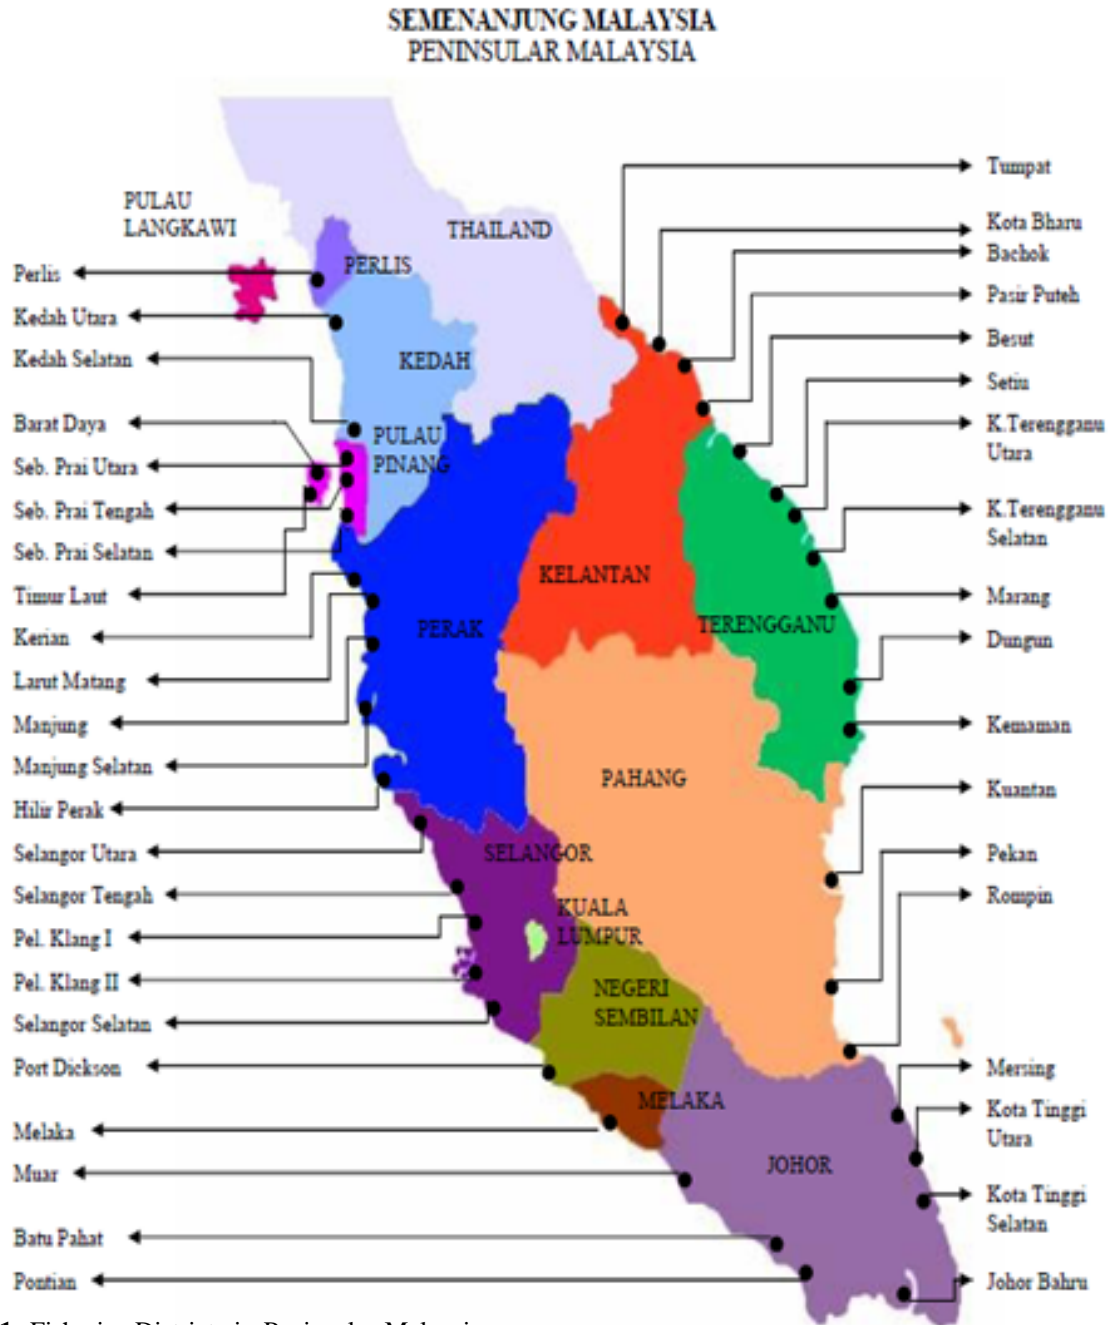 SEMENANJUNG MALAYSIA
PENINSULAR MALAYSIA
PULAU
LANGKAWI
THAILAND
PERLIS
KEDAH
PULAU
PINANG
KELANTAN
PERAK
TERENGGANU
PAHANG
SELANGOR
KUALA
LUMPUR
NEGERI
SEMBILAN
MELAKA
JOHOR
Perlis
Kedah Utara
Kedah Selatan
Barat Daya
Seb. Prai Utara
Seb. Prai Tengah
Seb. Prai Selatan
Timur Laut
Kerian
Larut Matang
Manjung
Manjung Selatan
Hilir Perak
Selangor Utara
Selangor Tengah
Pel. Klang I
Pel. Klang II
Selangor Selatan
Port Dickson
Melaka
Muar
Batu Pahat
Pontian
Tumpat
Kota Bharu
Bachok
Pasir Puteh
Besut
Setiu
K.Terengganu
Utara
K.Terengganu
Selatan
Marang
Dungun
Kemaman
Kuantan
Pekan
Rompin
Mersing
Kota Tinggi
Utara
Kota Tinggi
Selatan
Johor Bahru